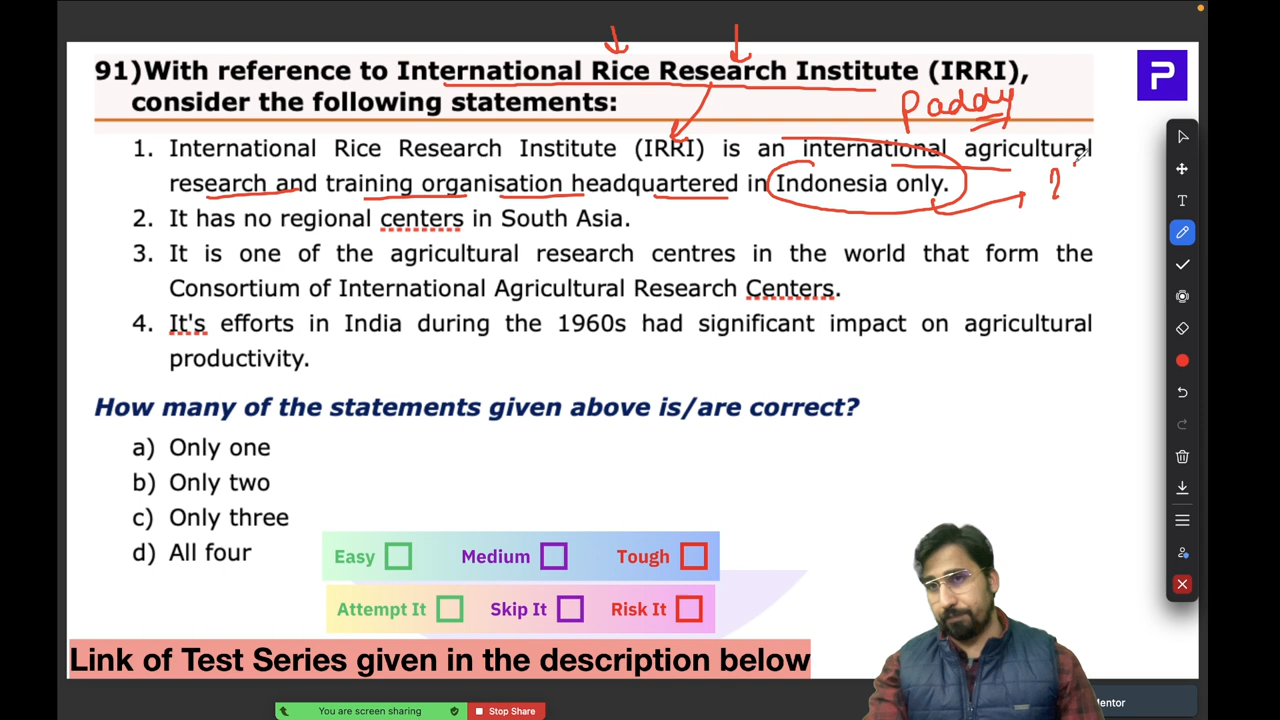 91)With reference to International Rice Research Institute (IRRI),
consider the following statements:
Paddy
1. International Rice Research Institute (IRRI) is an international agricultural
research and training organisation headquartered in Indonesia only.
?
2. It has no regional centers in South Asia.
3. It is one of the agricultural research centres in the world that form the
Consortium of International Agricultural Research Centers.
4. It's efforts in India during the 1960s had significant impact on agricultural
productivity.
How many of the statements given above is/are correct?
a) Only one
b) Only two
c) Only three
d) All four
Easy Medium Tough
Attempt It Skip It Risk It
Link of Test Series given in the description below
Mentor
You are screen sharing Stop Share
P
T